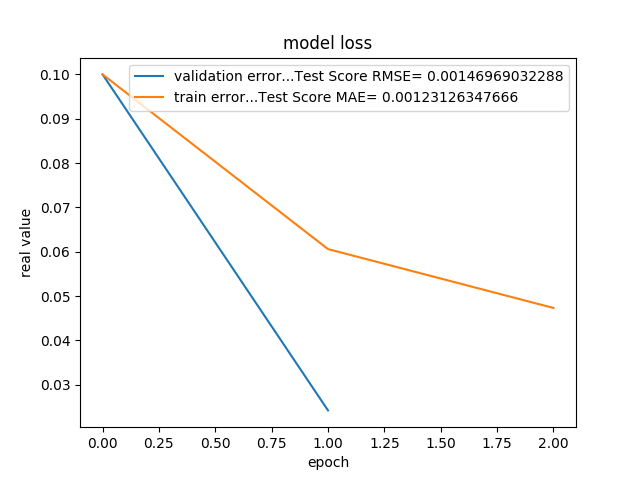 model loss
validation error...Test Score RMSE= 0.00146969032288
train error...Test Score MAE= 0.00123126347666
real value
0.10
0.09
0.08
0.07
0.06
0.05
0.04
0.03
0.00 0.25 0.50 0.75 1.00 1.25 1.50 1.75 2.00
epoch